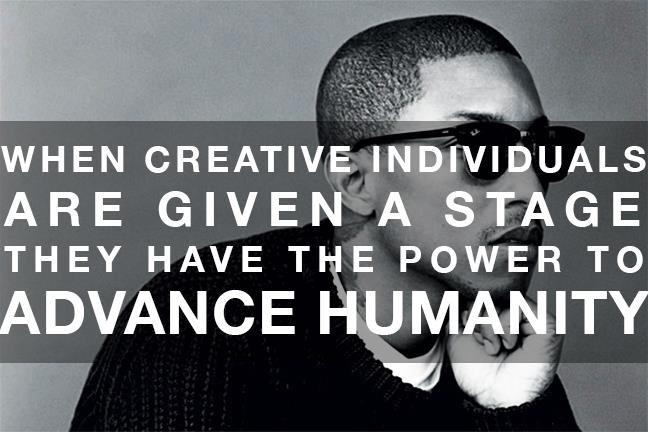 WHEN CREATIVE INDIVIDUALS
ARE GIVEN A STAGE
THEY HAVE THE POWER TO
ADVANCE HUMANITY